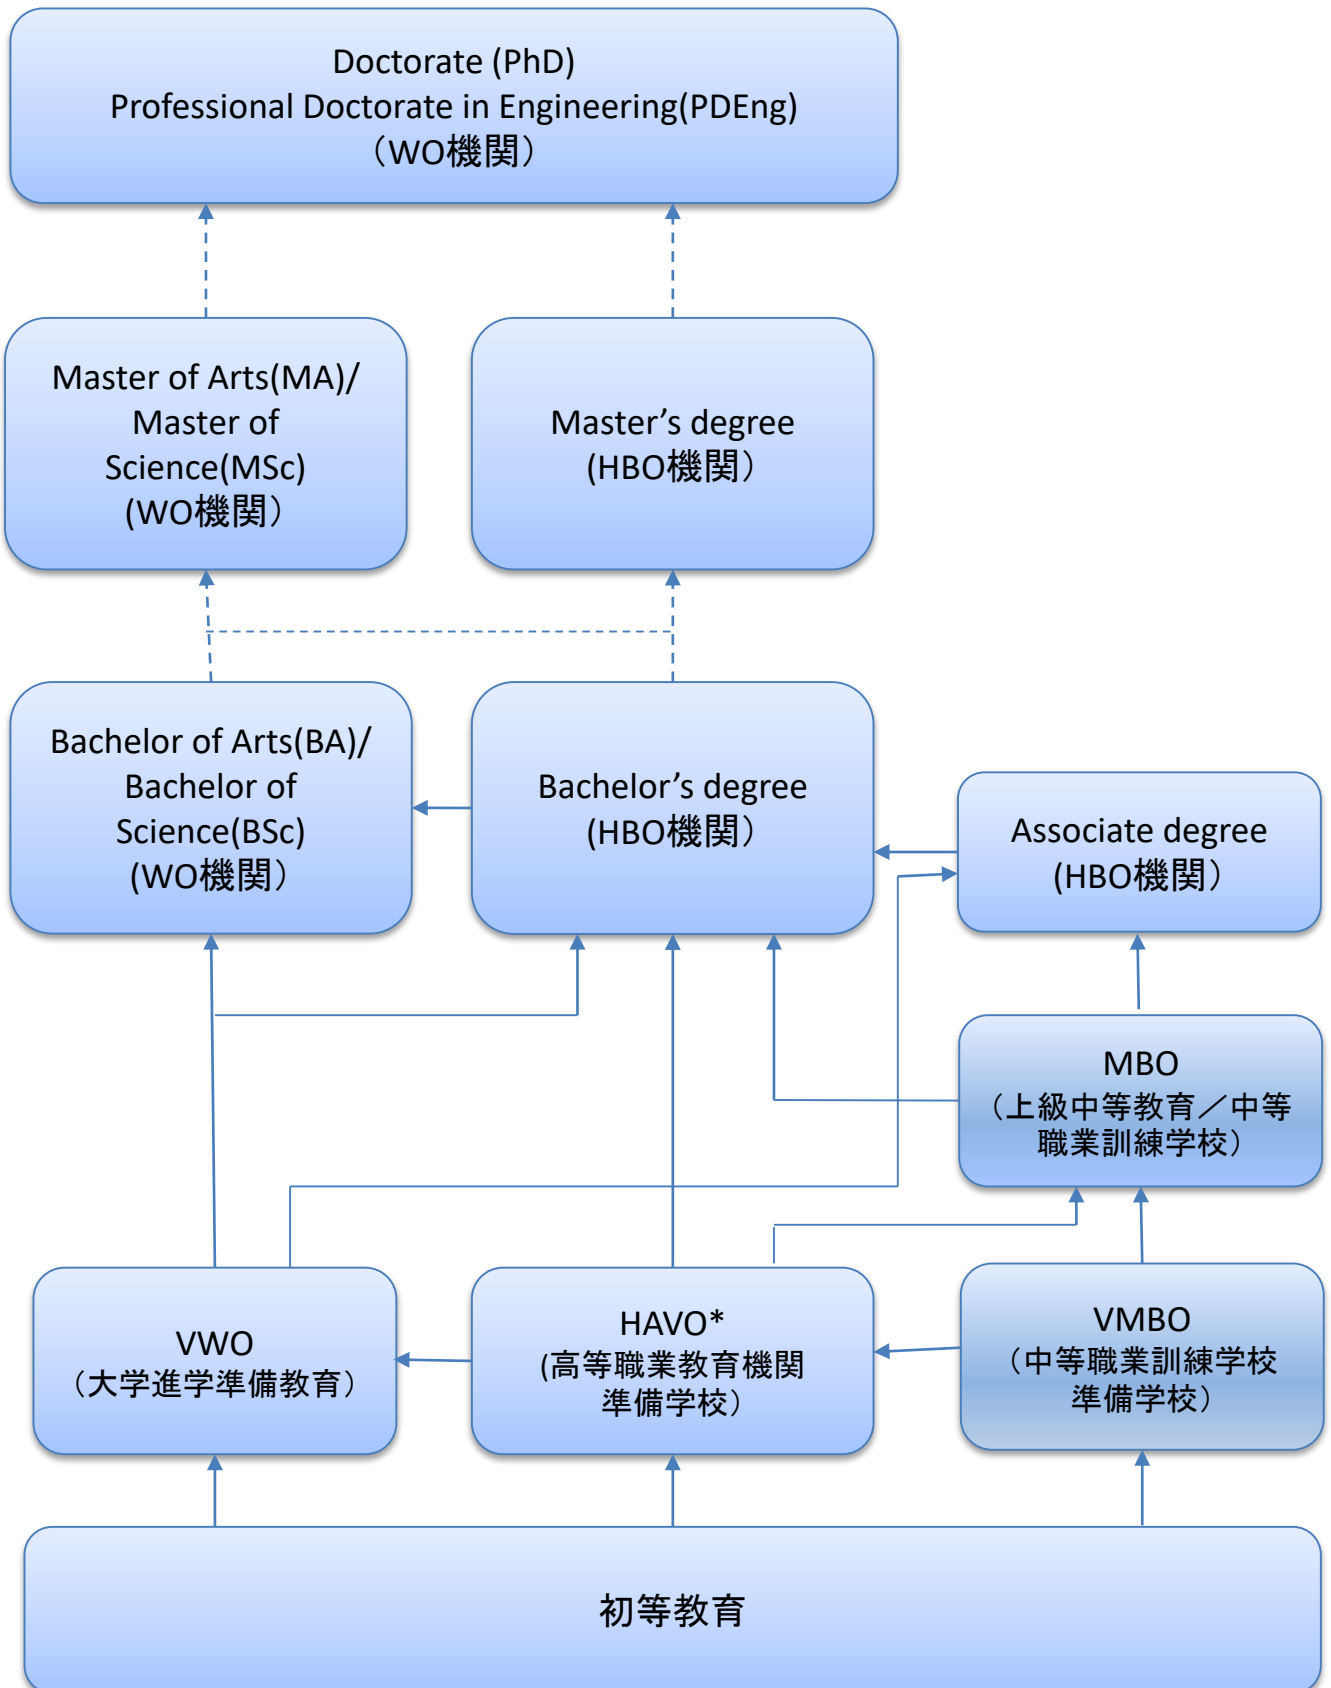 Doctorate (PhD)
Professional Doctorate in Engineering(PDEng)
（WO機関）
Master of Arts(MA)/
Master of
Science(MSc)
(WO機関）
Master’s degree
(HBO機関）
Bachelor of Arts(BA)/
Bachelor of
Science(BSc)
(WO機関）
Bachelor’s degree
(HBO機関）
Associate degree
(HBO機関）
MBO
（上級中等教育／中等
職業訓練学校）
VWO
（大学進学準備教育）
HAVO*
(高等職業教育機関
準備学校）
VMBO
（中等職業訓練学校
準備学校）
初等教育